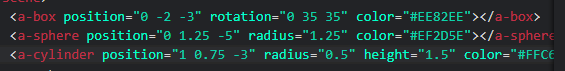 <a-box position="0 -2 -3" rotation="0 35 35" color="#EE82EE"></a-box>
<a-sphere position="0 1.25 -5" radius="1.25" color="#EF2D5E"></a-sphere
<a-cylinder position="1 0.75 -3" radius="0.5" height="1.5" color="#FFC6